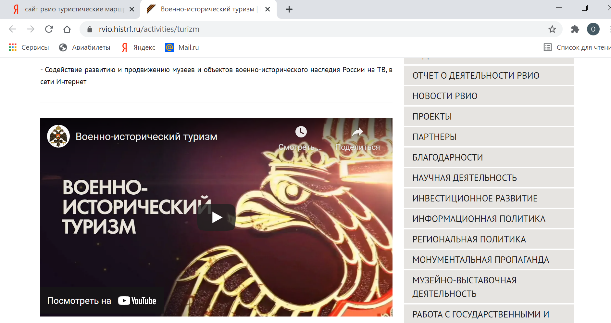 сайт рвио туристические марш
Военно-исторический туризм
rvio.histrf.ru/activities/turizm
О
Сервисы
Авиабилеты
Яндекс
Mail.ru
Список для чтени
- Содействие развитию и продвижению музеев и объектов военно-исторического наследия России на ТВ, в
сети Интернет
Военно-исторический туризм
Смотреть...
Поделиться
ВОЕННО-
ИСТОРИЧЕСКИЙ
ТУРИЗМ
Посмотреть на YouTube
ОТЧЕТ О ДЕЯТЕЛЬНОСТИ РВИО
НОВОСТИ РВИО
ПРОЕКТЫ
ПАРТНЕРЫ
БЛАГОДАРНОСТИ
НАУЧНАЯ ДЕЯТЕЛЬНОСТЬ
ИНВЕСТИЦИОННОЕ РАЗВИТИЕ
ИНФОРМАЦИОННАЯ ПОЛИТИКА
РЕГИОНАЛЬНАЯ ПОЛИТИКА
МОНУМЕНТАЛЬНАЯ ПРОПАГАНДА
МУЗЕЙНО-ВЫСТАВОЧНАЯ
ДЕЯТЕЛЬНОСТЬ
РАБОТА С ГОСУДАРСТВЕННЫМИ И